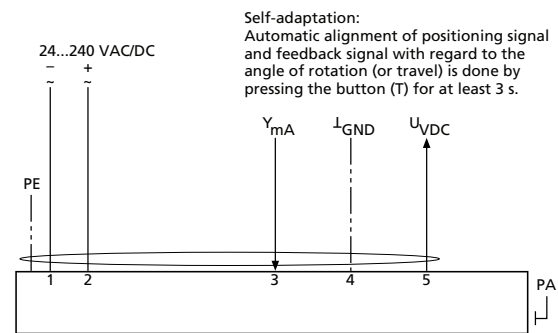 Self-adaptation:
Automatic alignment of positioning signal
and feedback signal with regard to the
angle of rotation (or travel) is done by
pressing the button (T) for at least 3 s.
24...240 VAC/DC
– +
~ ~
YmA ⊥GND UVDC
PE
1 2 3 4 5
PA